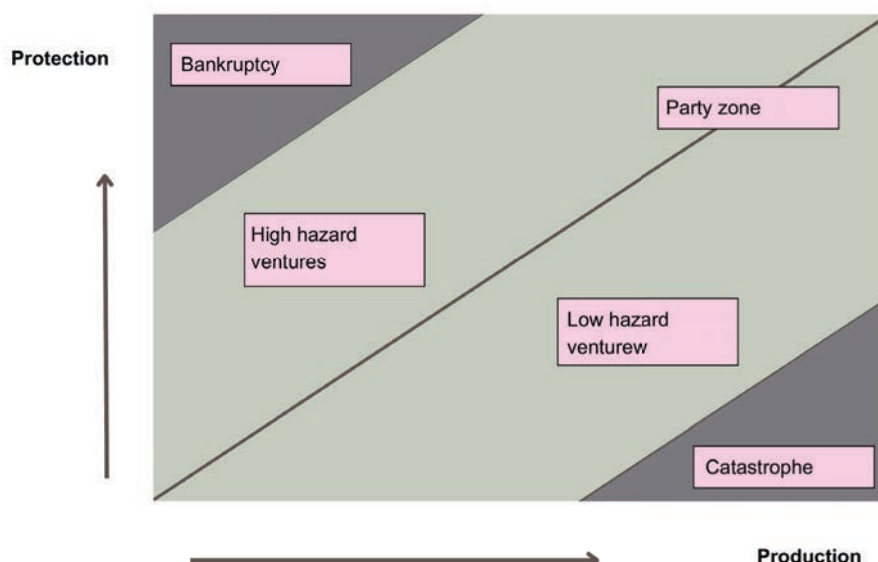 Protection
Bankruptcy
Party zone
High hazard
ventures
Low hazard
venturew
Catastrophe
Production